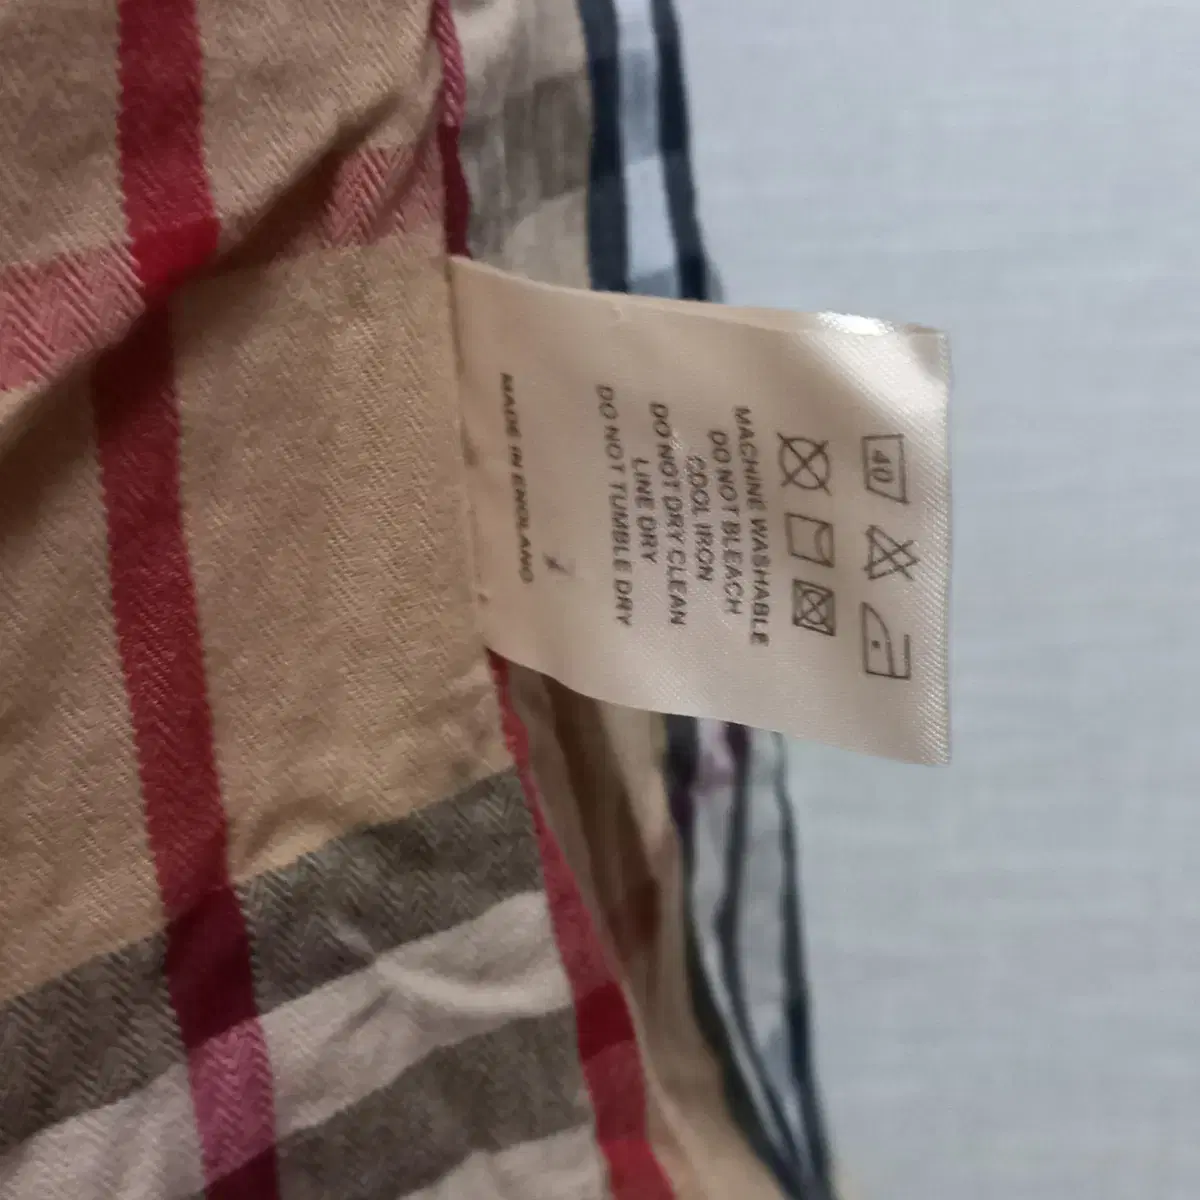 40
MACHINE WASHABLE
DO NOT BLEACH
COOL IRON
DO NOT DRY CLEAN
LINE DRY
DO NOT TUMBLE DRY
MADE IN ENGLAND